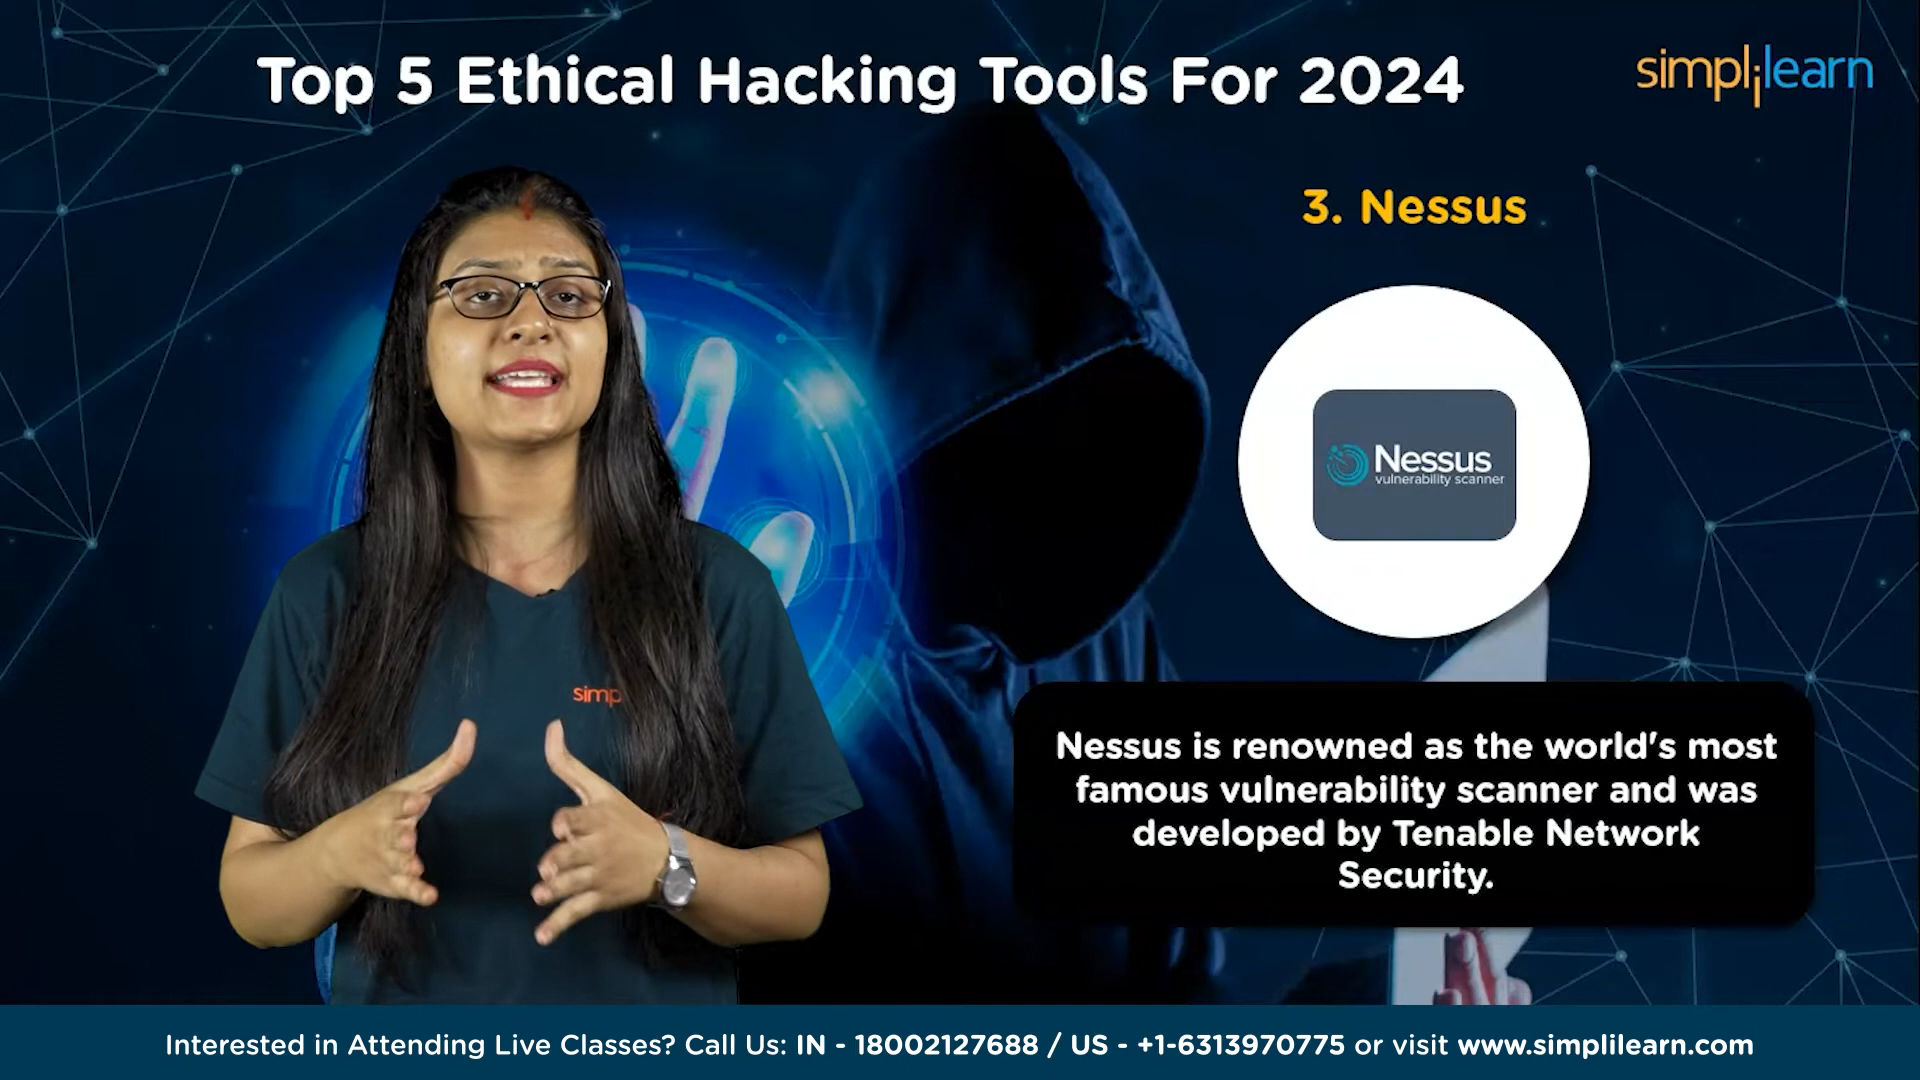 Top 5 Ethical Hacking Tools For 2024
simplilearn
3. Nessus
Nessus
vulnerability scanner
simpl
Nessus is renowned as the world's most
famous vulnerability scanner and was
developed by Tenable Network
Security.
Interested in Attending Live Classes? Call Us: IN - 18002127688 / US - +1-6313970775 or visit www.simplilearn.com